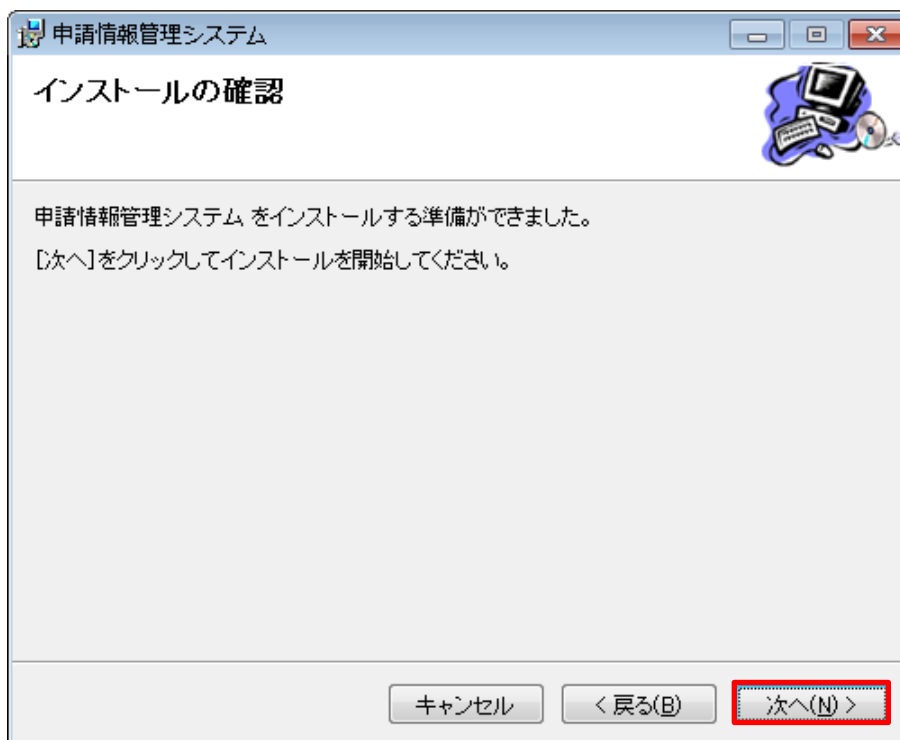 申請情報管理システム
インストールの確認
申請情報管理システム をインストールする準備ができました。
[次へ]をクリックしてインストールを開始してください。
キャンセル
< 戻る(B)
次へ(N) >